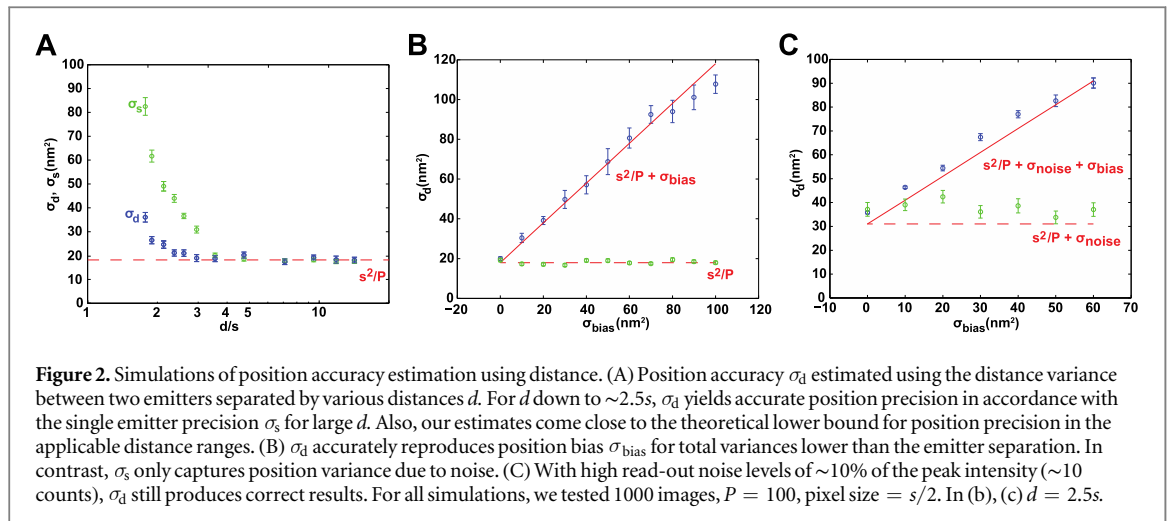 A
B
C
σs
σd
σd, σs(nm²)
100
90
80
70
60
50
40
30
20
10
0
1
2
3
4
5
10
d/s
s²/P
σd(nm²)
120
100
80
60
40
20
0
−20
0
20
40
60
80
100
120
σbias(nm²)
s²/P + σbias
s²/P
σd(nm²)
100
90
80
70
60
50
40
30
20
10
0
−10
0
10
20
30
40
50
60
70
σbias(nm²)
s²/P + σnoise + σbias
s²/P + σnoise
Figure 2. Simulations of position accuracy estimation using distance. (A) Position accuracy σd estimated using the distance variance
between two emitters separated by various distances d. For d down to ~2.5s, σd yields accurate position precision in accordance with
the single emitter precision σs for large d. Also, our estimates come close to the theoretical lower bound for position precision in the
applicable distance ranges. (B) σd accurately reproduces position bias σbias for total variances lower than the emitter separation. In
contrast, σs only captures position variance due to noise. (C) With high read-out noise levels of ~10% of the peak intensity (~10
counts), σd still produces correct results. For all simulations, we tested 1000 images, P = 100, pixel size = s/2. In (b), (c) d = 2.5s.